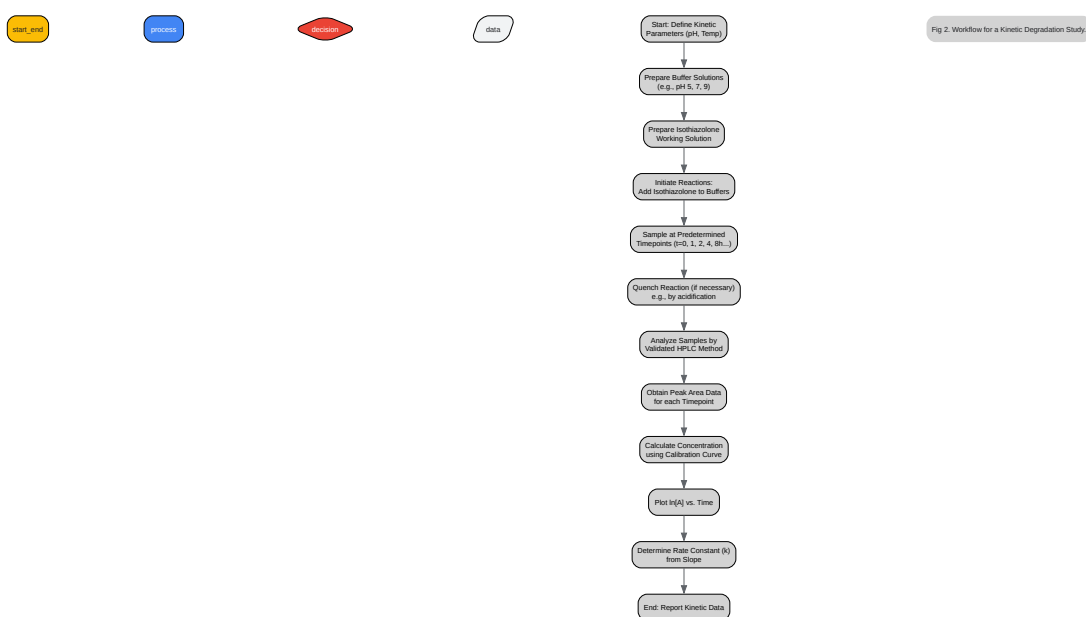 start_end
process
decision
data
Start: Define Kinetic
Parameters (pH, Temp)
Fig 2. Workflow for a Kinetic Degradation Study.
Prepare Buffer Solutions
(e.g., pH 5, 7, 9)
Prepare Isothiazolone
Working Solution
Initiate Reactions:
Add Isothiazolone to Buffers
Sample at Predetermined
Timepoints (t=0, 1, 2, 4, 8h...)
Quench Reaction (if necessary)
e.g., by acidification
Analyze Samples by
Validated HPLC Method
Obtain Peak Area Data
for each Timepoint
Calculate Concentration
using Calibration Curve
Plot ln[A] vs. Time
Determine Rate Constant (k)
from Slope
End: Report Kinetic Data